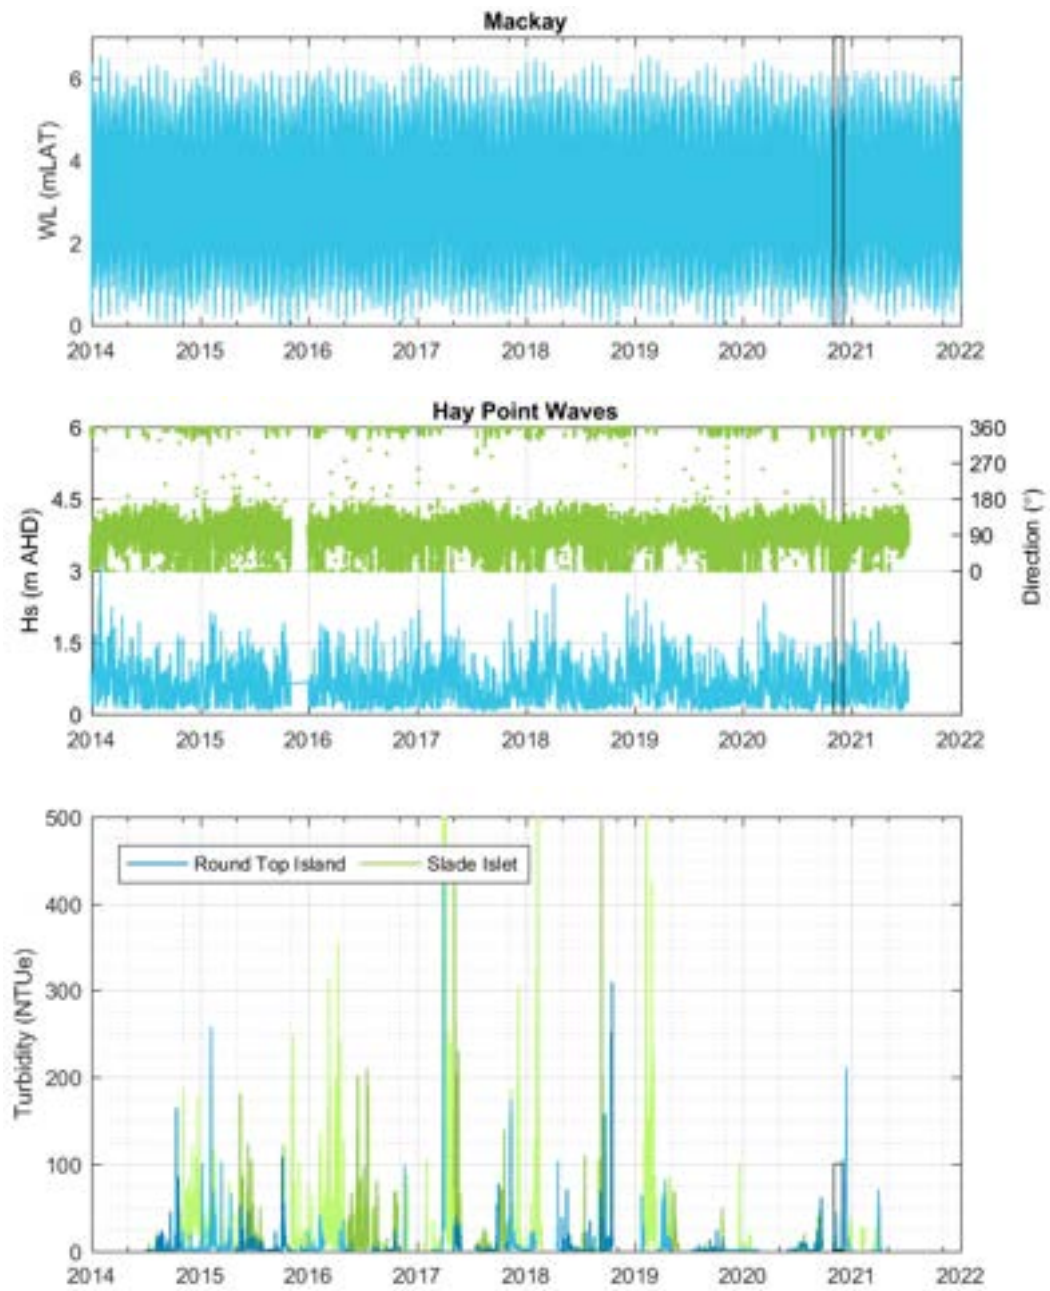 Mackay
6
4
2
0
WL (mLAT)
2014 2015 2016 2017 2018 2019 2020 2021 2022
Hay Point Waves
6
4.5
3
1.5
0
Hs (m AHD)
360
270
180
90
0
Direction (°)
2014 2015 2016 2017 2018 2019 2020 2021 2022
500
400
300
200
100
0
Turbidity (NTUe)
Round Top Island
Slade Islet
2014 2015 2016 2017 2018 2019 2020 2021 2022